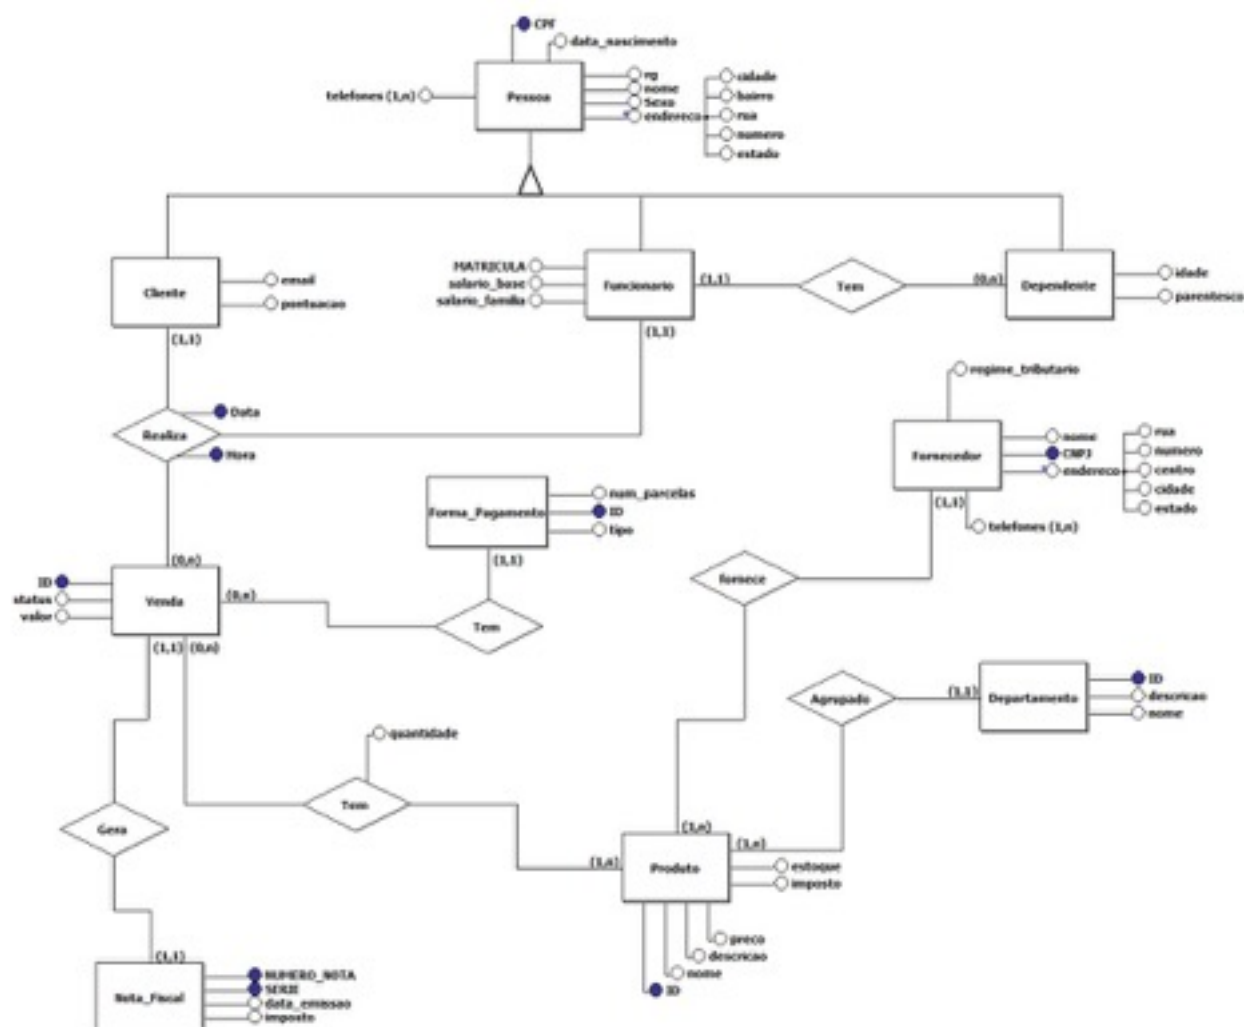 CPF
data_nascimento
telefones (1,n)
Pessoa
rg
nome
Sexo
endereco
cidade
bairro
rua
numero
estado
Cliente
email
pontuacao
(1,1)
MATRICULA
salario_base
salario_familia
Funcionario
(1,1)
(1,1)
Tem
(0,n)
Dependente
idade
parentesco
Realiza
Data
Hora
regime_tributario
Fornecedor
nome
CNPJ
endereco
rua
numero
centro
cidade
estado
(1,1)
telefones (1,n)
Forma_Pagamento
num_parcelas
ID
tipo
(1,1)
(0,n)
ID
status
valor
Venda
(0,n)
Tem
(1,1) (0,n)
fornece
Agrupado
(1,1)
Departamento
ID
descricao
nome
quantidade
Tem
Gera
(1,n)
(1,n)
(1,n)
Produto
estoque
imposto
preco
descricao
nome
ID
(1,1)
Nota_Fiscal
NUMERO_NOTA
SERIE
data_emissao
imposto